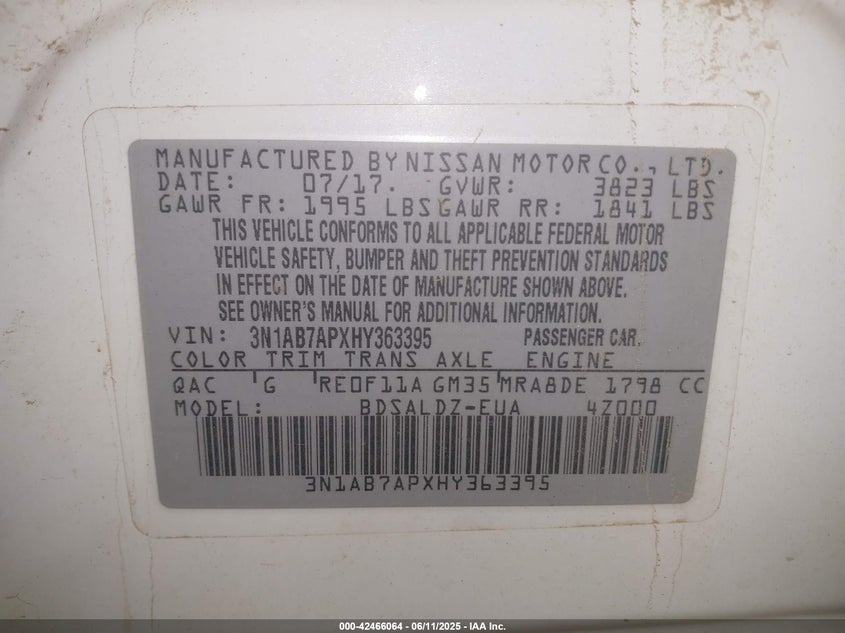 MANUFACTURED BY NISSAN MOTOR CO., LTD.
DATE: 07/17. GVWR: 3823 LBS
GAWR FR: 1995 LBS GAWR RR: 1841 LBS
THIS VEHICLE CONFORMS TO ALL APPLICABLE FEDERAL MOTOR
VEHICLE SAFETY, BUMPER AND THEFT PREVENTION STANDARDS
IN EFFECT ON THE DATE OF MANUFACTURE SHOWN ABOVE.
SEE OWNER'S MANUAL FOR ADDITIONAL INFORMATION.
VIN: 3N1AB7APXHY363395 PASSENGER CAR.
COLOR TRIM TRANS AXLE ENGINE
QAC G RE0F11A GM35 MRA8DE 1798 CC
MODEL: BDSALDZ-EUA 4Z000
3N1AB7APXHY363395
000-42466064 - 06/11/2025 - IAA Inc.